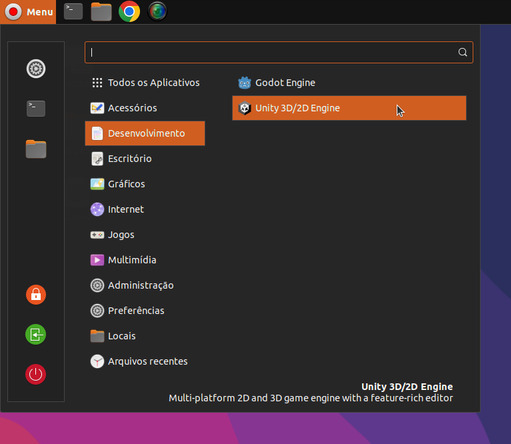 Menu
Todos os Aplicativos
Godot Engine
Acessórios
Unity 3D/2D Engine
Desenvolvimento
Escritório
Gráficos
Internet
Jogos
Multimídia
Administração
Preferências
Locais
Arquivos recentes
Unity 3D/2D Engine
Multi-platform 2D and 3D game engine with a feature-rich editor